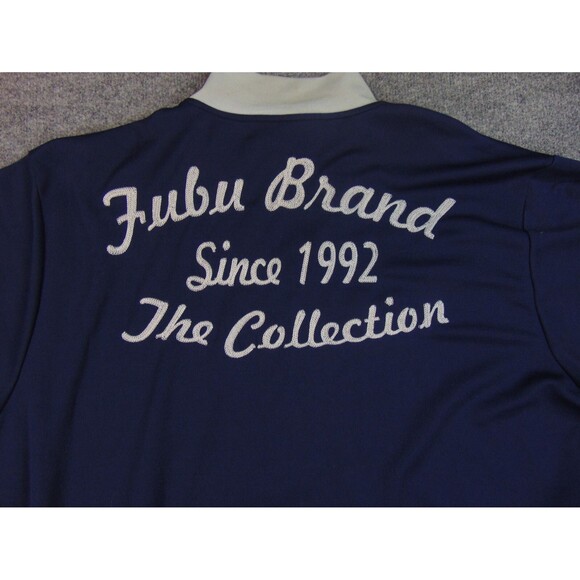 Fubu Brand
Since 1992
The Collection